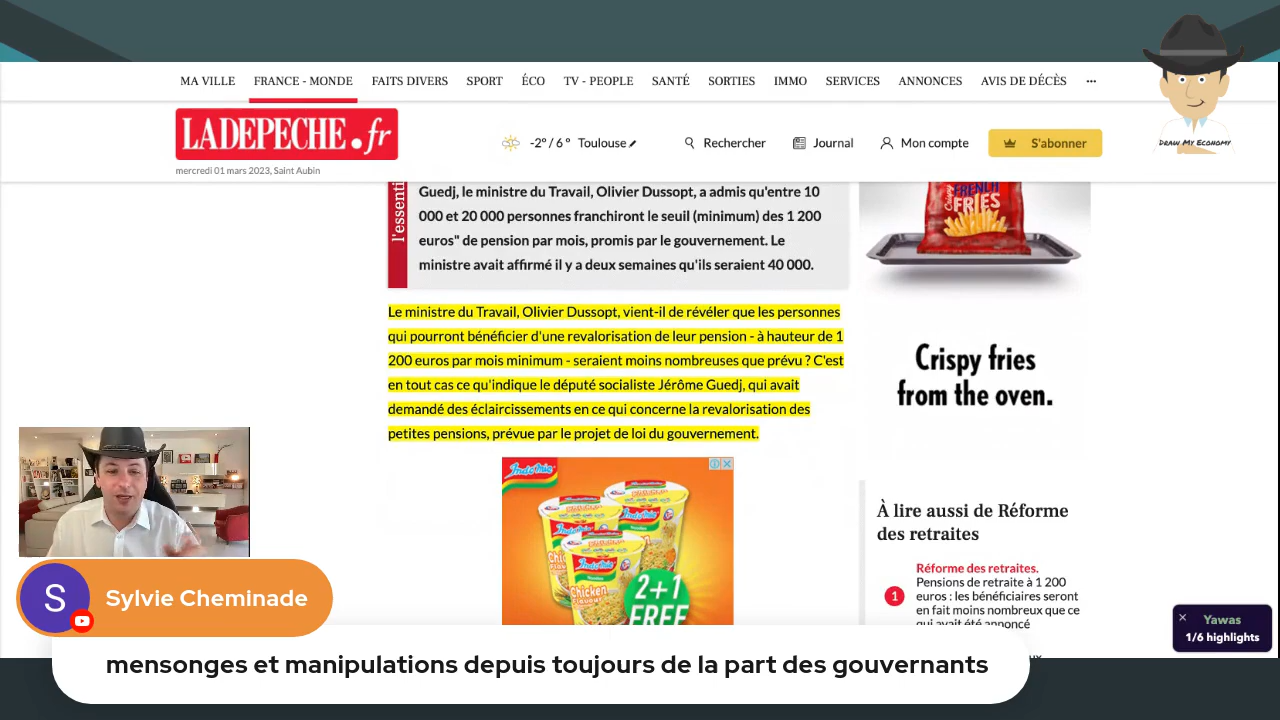 MA VILLE FRANCE - MONDE FAITS DIVERS SPORT ÉCO TV - PEOPLE SANTÉ SORTIES IMMO SERVICES ANNONCES AVIS DE DÉCÈS ···
LADEPECHE.fr
-2° / 6 ° Toulouse
Rechercher
Journal
Mon compte
S'abonner
mercredi 01 mars 2023, Saint Aubin
DRAW MY ECONOMY
l'essenti
Guedj, le ministre du Travail, Olivier Dussopt, a admis qu'entre 10
000 et 20 000 personnes franchiront le seuil (minimum) des 1 200
euros" de pension par mois, promis par le gouvernement. Le
ministre avait affirmé il y a deux semaines qu'ils seraient 40 000.
Le ministre du Travail, Olivier Dussopt, vient-il de révéler que les personnes
qui pourront bénéficier d'une revalorisation de leur pension - à hauteur de 1
200 euros par mois minimum - seraient moins nombreuses que prévu ? C'est
en tout cas ce qu'indique le député socialiste Jérôme Guedj, qui avait
demandé des éclaircissements en ce qui concerne la revalorisation des
petites pensions, prévue par le projet de loi du gouvernement.
Crispy
FRENCH
FRIES
Crispy fries
from the oven.
Indomie
Chicken
FLAVOUR
2+1
FREE
À lire aussi de Réforme
des retraites
1
Réforme des retraites.
Pensions de retraite à 1 200
euros : les bénéficiaires seront
en fait moins nombreux que ce
qui avait été annoncé
Yawas
1/6 highlights
S
Sylvie Cheminade
mensonges et manipulations depuis toujours de la part des gouvernants